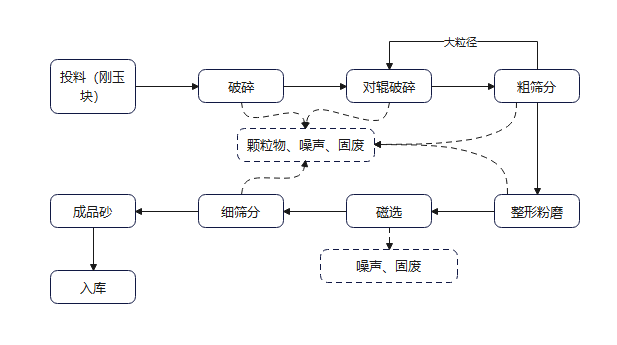 大粒径
投料（刚玉
块）
破碎
对辊破碎
粗筛分
颗粒物、噪声、固废
成品砂
细筛分
磁选
整形粉磨
噪声、固废
入库